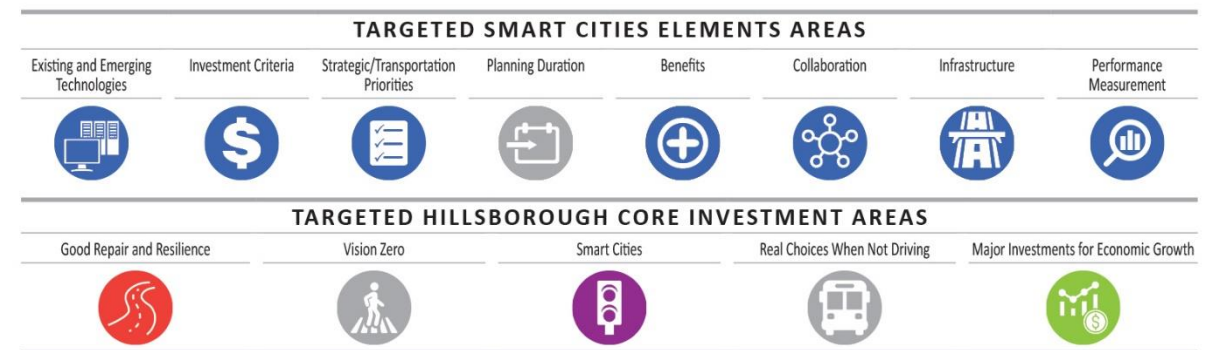 TARGETED SMART CITIES ELEMENTS AREAS
Existing and Emerging
Technologies
Investment Criteria
Strategic/Transportation
Priorities
Planning Duration
Benefits
Collaboration
Infrastructure
Performance
Measurement
$
TARGETED HILLSBOROUGH CORE INVESTMENT AREAS
Good Repair and Resilience
Vision Zero
Smart Cities
Real Choices When Not Driving
Major Investments for Economic Growth
$